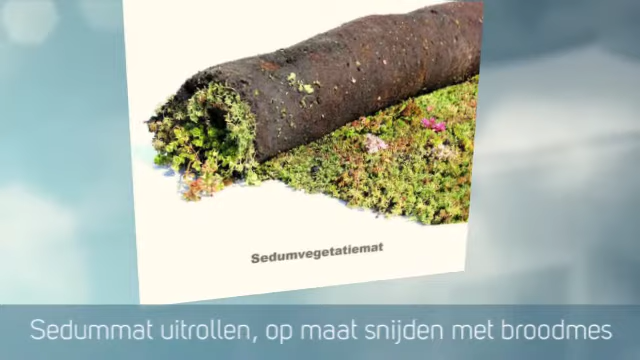 Sedumvegetatiemat
Sedummat uitrollen, op maat snijden met broodmes